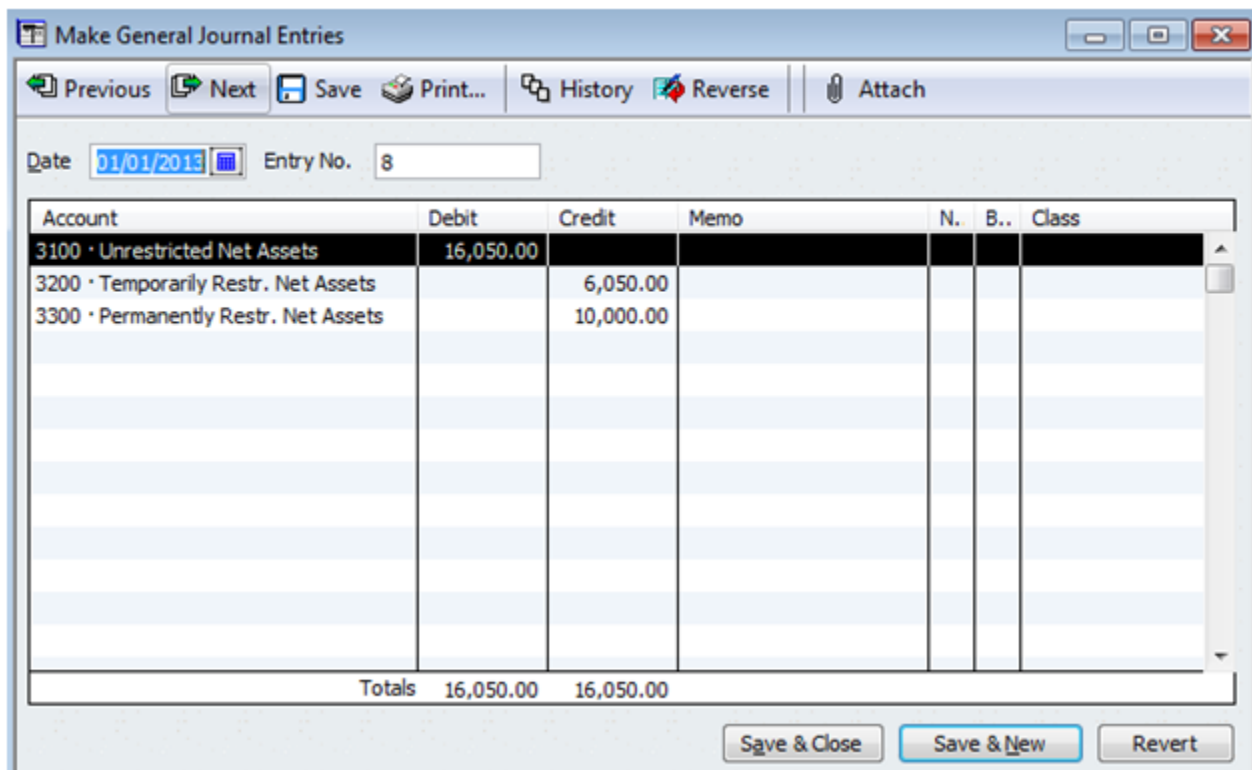 Make General Journal Entries
Previous Next Save Print... History Reverse Attach
Date 01/01/2013 Entry No. 8
Account Debit Credit Memo N.. B.. Class
3100 · Unrestricted Net Assets 16,050.00
3200 · Temporarily Restr. Net Assets 6,050.00
3300 · Permanently Restr. Net Assets 10,000.00
Totals 16,050.00 16,050.00
Save & Close Save & New Revert